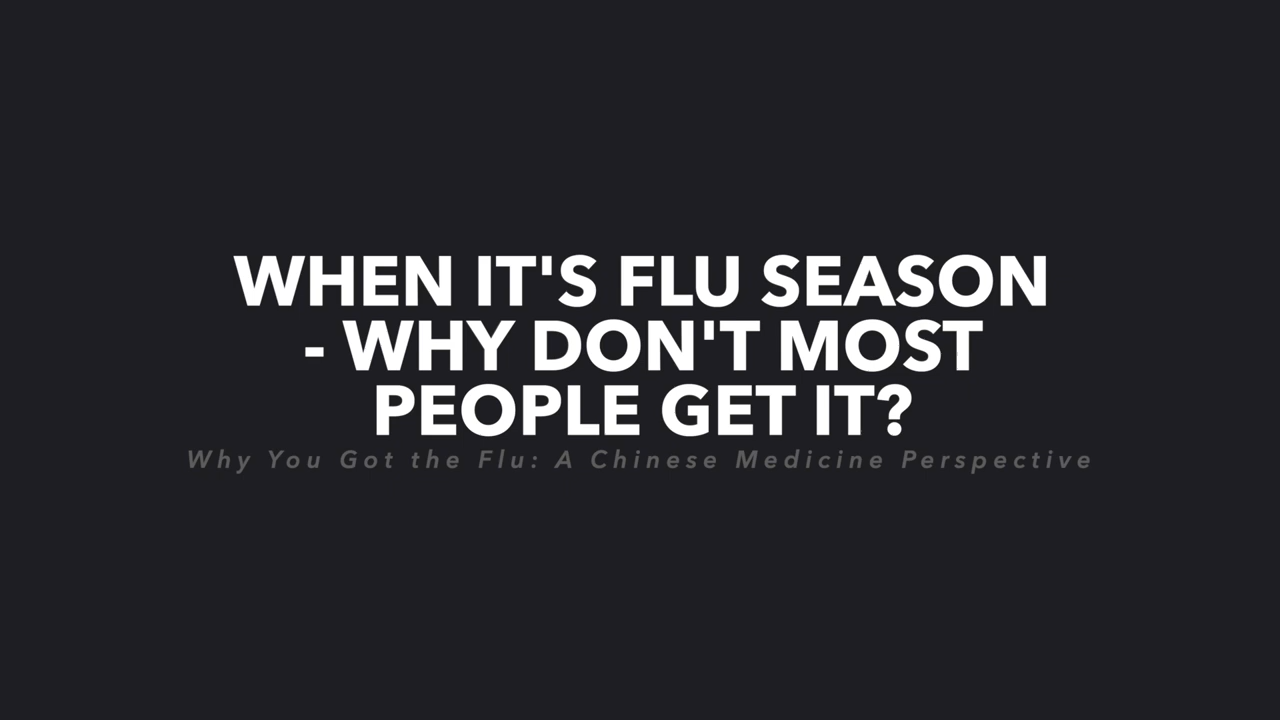 WHEN IT'S FLU SEASON
- WHY DON'T MOST
PEOPLE GET IT?
Why You Got the Flu: A Chinese Medicine Perspective